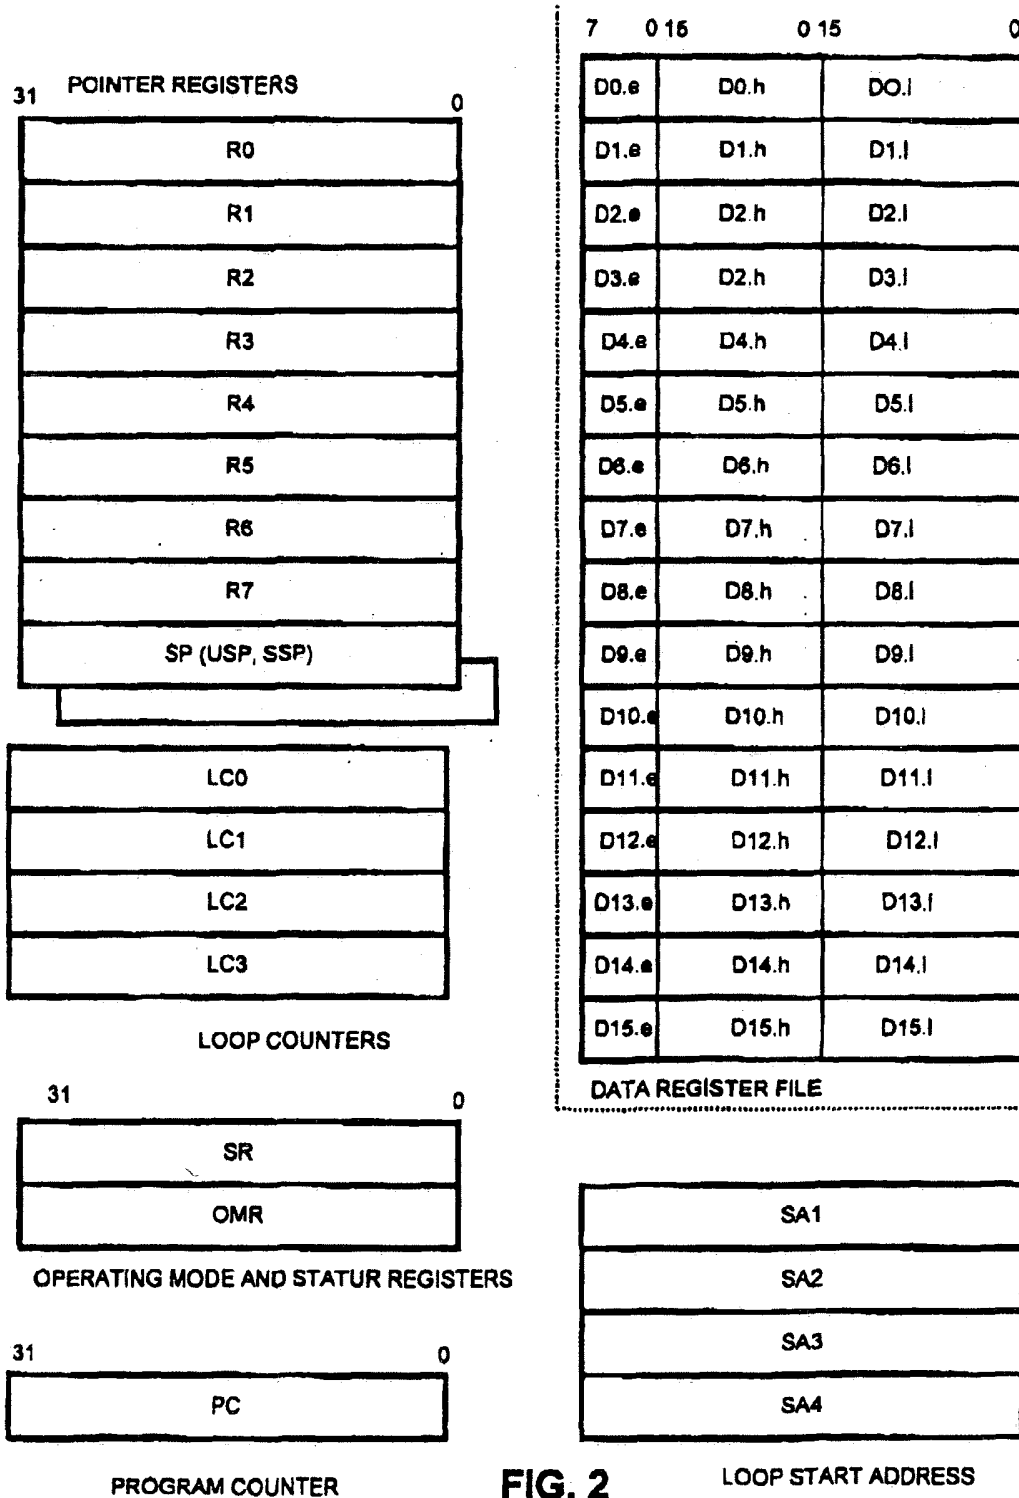 POINTER REGISTERS
31 0
R0
R1
R2
R3
R4
R5
R6
R7
SP (USP, SSP)
LC0
LC1
LC2
LC3
LOOP COUNTERS
31 0
SR
OMR
OPERATING MODE AND STATUR REGISTERS
31 0
PC
PROGRAM COUNTER
7 0 15 0 15 0
D0.e D0.h DO.l
D1.e D1.h D1.l
D2.e D2.h D2.l
D3.e D2.h D3.l
D4.e D4.h D4.l
D5.e D5.h D5.l
D6.e D6.h D6.l
D7.e D7.h D7.l
D8.e D8.h D8.l
D9.e D9.h D9.l
D10.e D10.h D10.l
D11.e D11.h D11.l
D12.e D12.h D12.l
D13.e D13.h D13.l
D14.e D14.h D14.l
D15.e D15.h D15.l
DATA REGISTER FILE
SA1
SA2
SA3
SA4
LOOP START ADDRESS
FIG. 2